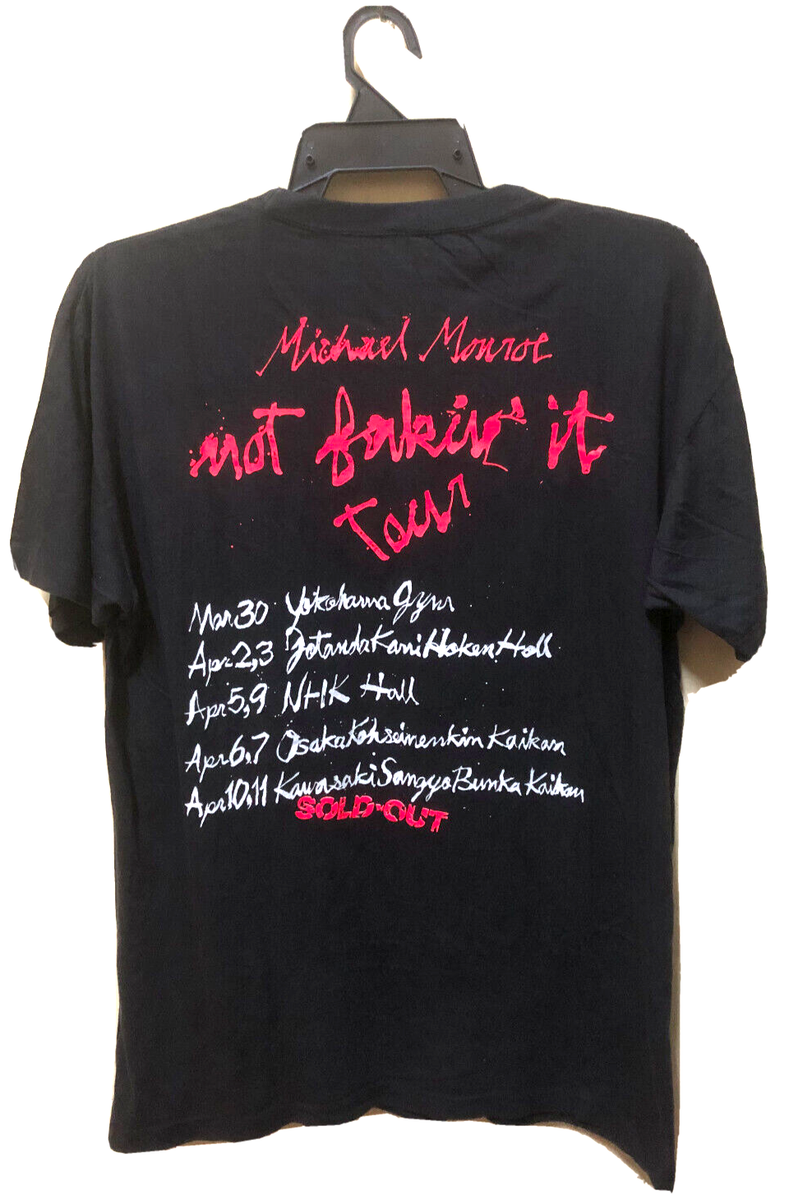 Michael Monroe
not fakin' it
Tour
Mar 30 Yokohama Gym
Apr 2,3 Gotanda Kani Hoken Holl
Apr 5,9 NHK Hall
Apr 6,7 Osaka Kohseinenkin Kaikan
Apr 10,11 Kawasaki Sangyo Bunka Kaikan
SOLD-OUT